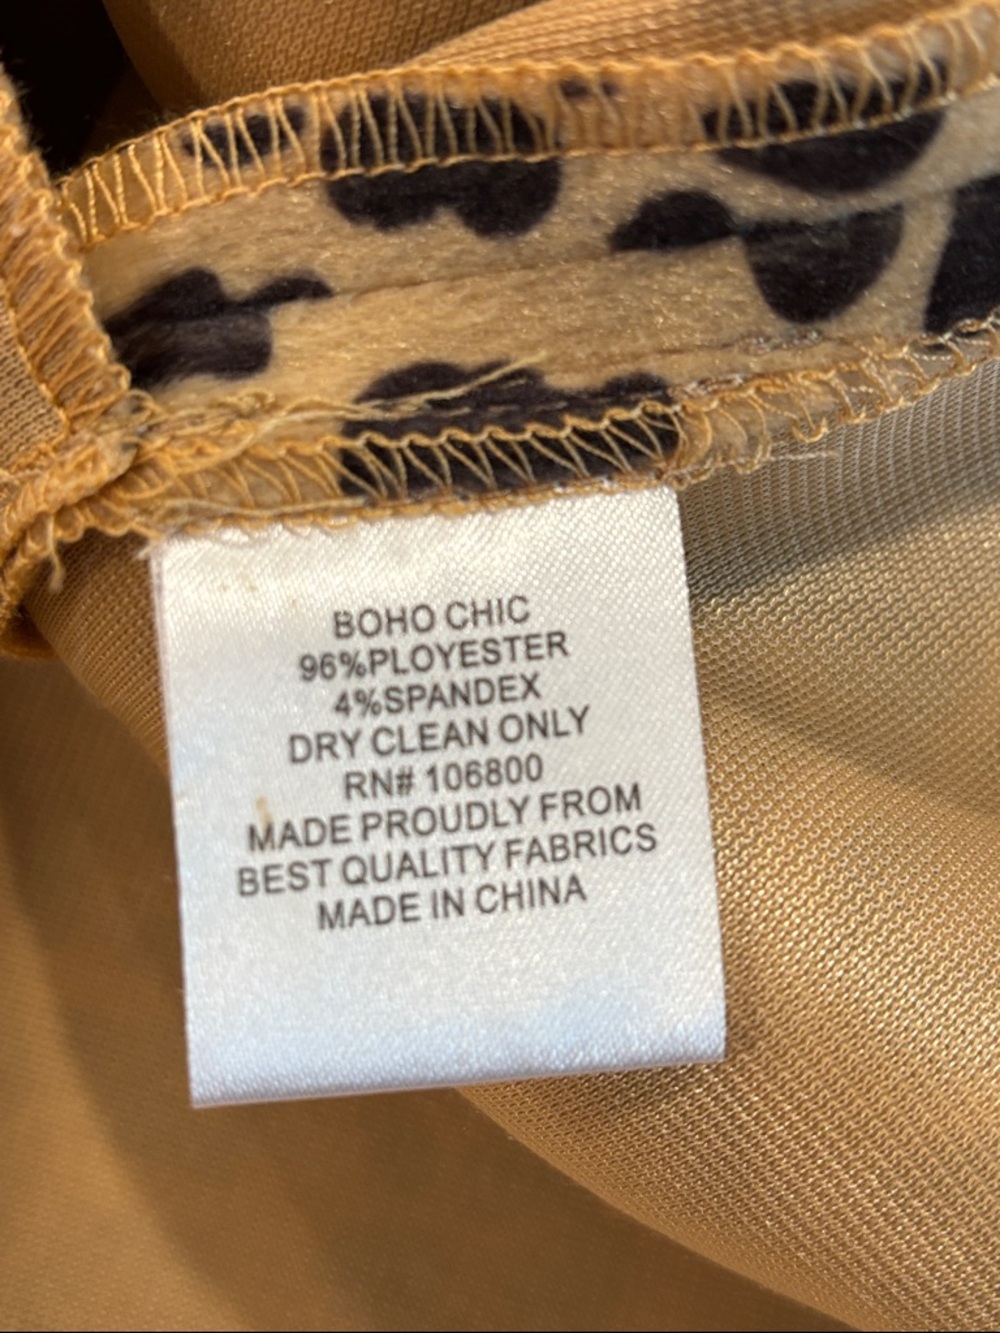 BOHO CHIC
96%PLOYESTER
4%SPANDEX
DRY CLEAN ONLY
RN# 106800
MADE PROUDLY FROM
BEST QUALITY FABRICS
MADE IN CHINA